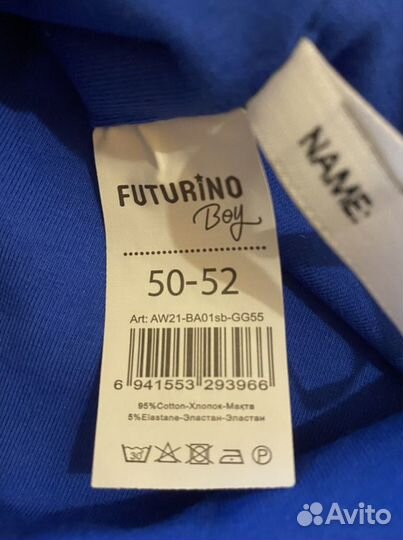 FUTURINO
Boy
50-52
Art: AW21-BA01sb-GG55
6 941553 293966
95%Cotton-Хлопок-Мақта
5%Elastane-Эластан-Эластан
30°
P
NAME:
Avito